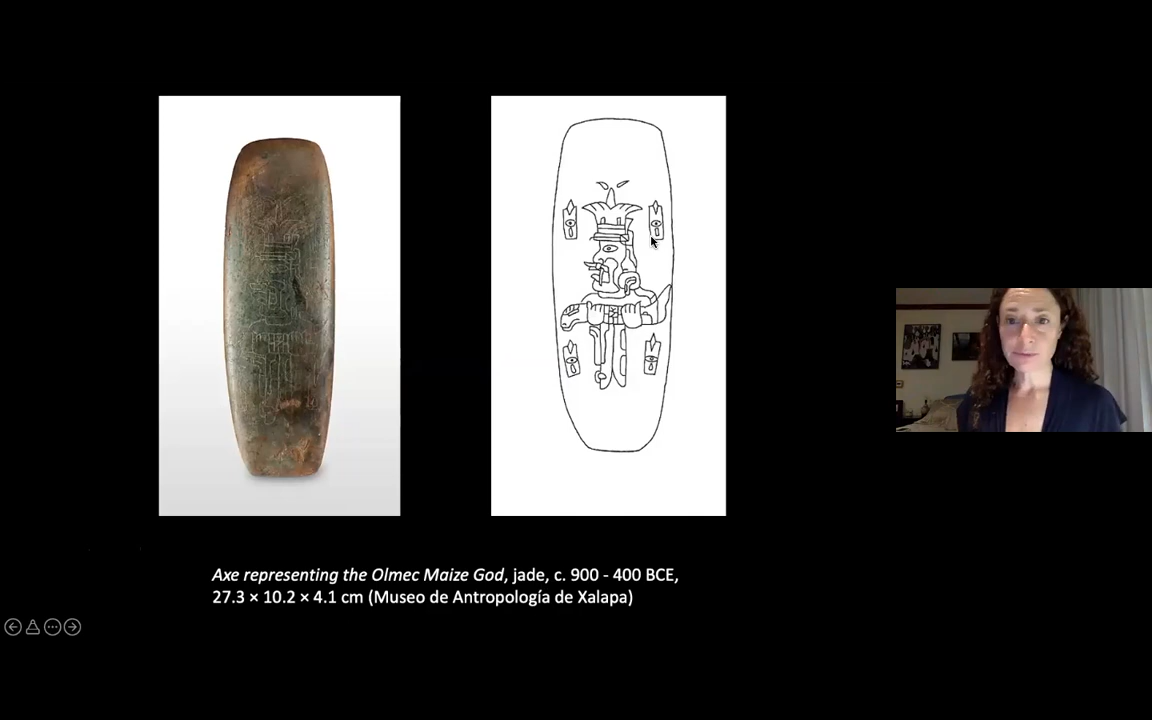 Axe representing the Olmec Maize God, jade, c. 900 - 400 BCE,
27.3 × 10.2 × 4.1 cm (Museo de Antropología de Xalapa)